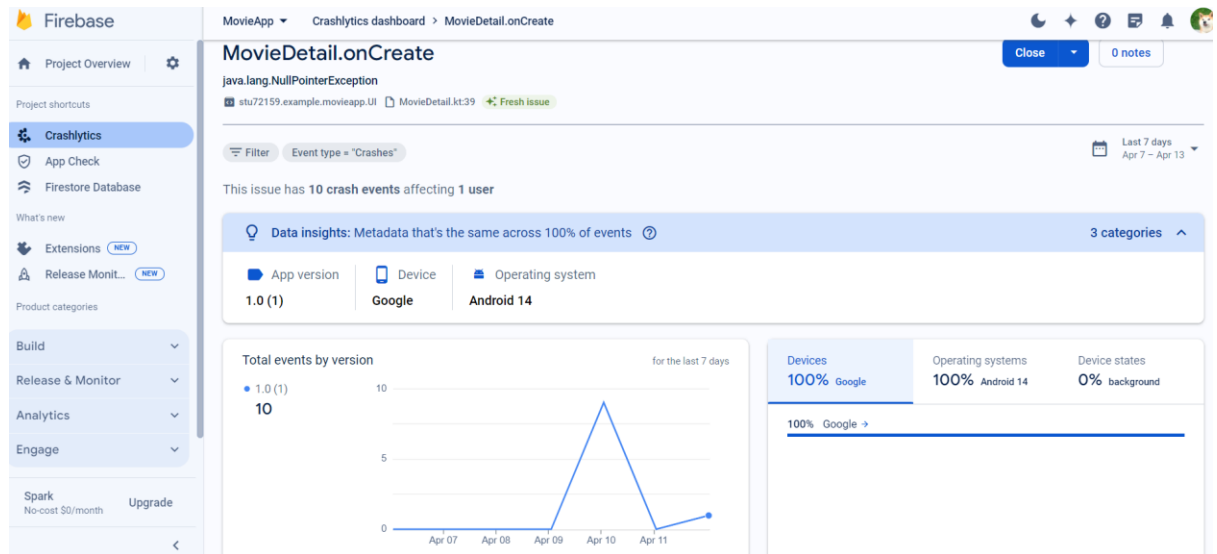 Firebase
MovieApp
Crashlytics dashboard > MovieDetail.onCreate
Project Overview
Project shortcuts
Crashlytics
App Check
Firestore Database
What's new
Extensions NEW
Release Monit... NEW
Product categories
Build
Release & Monitor
Analytics
Engage
Spark
No-cost $0/month
Upgrade
MovieDetail.onCreate
Close
0 notes
java.lang.NullPointerException
stu72159.example.movieapp.UI MovieDetail.kt:39 Fresh issue
Filter Event type = "Crashes"
Last 7 days
Apr 7 – Apr 13
This issue has 10 crash events affecting 1 user
Data insights: Metadata that's the same across 100% of events
3 categories
App version
1.0 (1)
Device
Google
Operating system
Android 14
Total events by version
for the last 7 days
1.0 (1)
10
10
5
0
Apr 07 Apr 08 Apr 09 Apr 10 Apr 11
Devices
100% Google
Operating systems
100% Android 14
Device states
0% background
100% Google